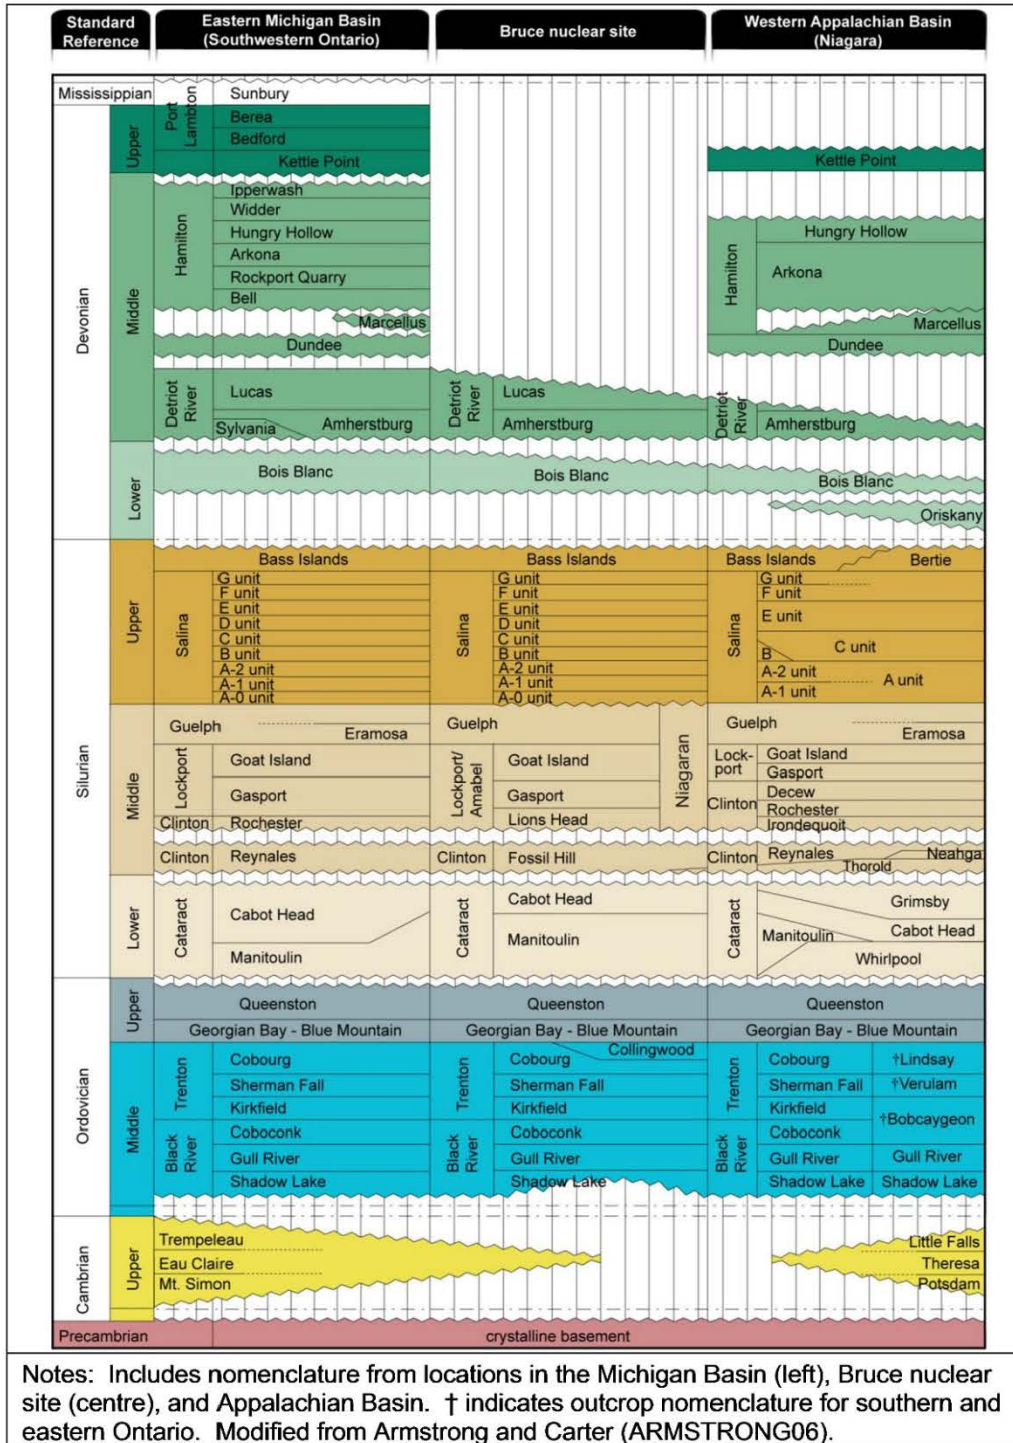 Standard
Reference
Eastern Michigan Basin
(Southwestern Ontario)
Bruce nuclear site
Western Appalachian Basin
(Niagara)
Mississippian
Devonian
Upper
Middle
Lower
Silurian
Upper
Middle
Lower
Ordovician
Upper
Middle
Cambrian
Upper
Precambrian
crystalline basement
Port
Lambton
Sunbury
Berea
Bedford
Kettle Point
Hamilton
Ipperwash
Widder
Hungry Hollow
Arkona
Rockport Quarry
Bell
Marcellus
Dundee
Detriot
River
Lucas
Sylvania
Amherstburg
Bois Blanc
Bass Islands
Salina
G unit
F unit
E unit
D unit
C unit
B unit
A-2 unit
A-1 unit
A-0 unit
Guelph
Eramosa
Lockport
Goat Island
Gasport
Clinton
Rochester
Clinton
Reynales
Cataract
Cabot Head
Manitoulin
Queenston
Georgian Bay - Blue Mountain
Trenton
Cobourg
Sherman Fall
Kirkfield
Black
River
Coboconk
Gull River
Shadow Lake
Trempeleau
Eau Claire
Mt. Simon
Detriot
River
Lucas
Amherstburg
Bois Blanc
Bass Islands
Salina
G unit
F unit
E unit
D unit
C unit
B unit
A-2 unit
A-1 unit
A-0 unit
Guelph
Niagaran
Lockport/
Amabel
Goat Island
Gasport
Lions Head
Clinton
Fossil Hill
Cataract
Cabot Head
Manitoulin
Queenston
Georgian Bay - Blue Mountain
Collingwood
Trenton
Cobourg
Sherman Fall
Kirkfield
Black
River
Coboconk
Gull River
Shadow Lake
Kettle Point
Hamilton
Hungry Hollow
Arkona
Marcellus
Dundee
Detriot
River
Amherstburg
Bois Blanc
Oriskany
Bass Islands
Bertie
Salina
G unit
F unit
E unit
C unit
B
A-2 unit
A unit
A-1 unit
Guelph
Eramosa
Lock-
port
Goat Island
Gasport
Clinton
Decew
Rochester
Irondequoit
Clinton
Reynales
Neahga
Thorold
Cataract
Grimsby
Cabot Head
Manitoulin
Whirlpool
Queenston
Georgian Bay - Blue Mountain
Trenton
Cobourg
†Lindsay
Sherman Fall
†Verulam
Kirkfield
†Bobcaygeon
Black
River
Coboconk
Gull River
Gull River
Shadow Lake
Shadow Lake
Little Falls
Theresa
Potsdam
Notes: Includes nomenclature from locations in the Michigan Basin (left), Bruce nuclear
site (centre), and Appalachian Basin. † indicates outcrop nomenclature for southern and
eastern Ontario. Modified from Armstrong and Carter (ARMSTRONG06).